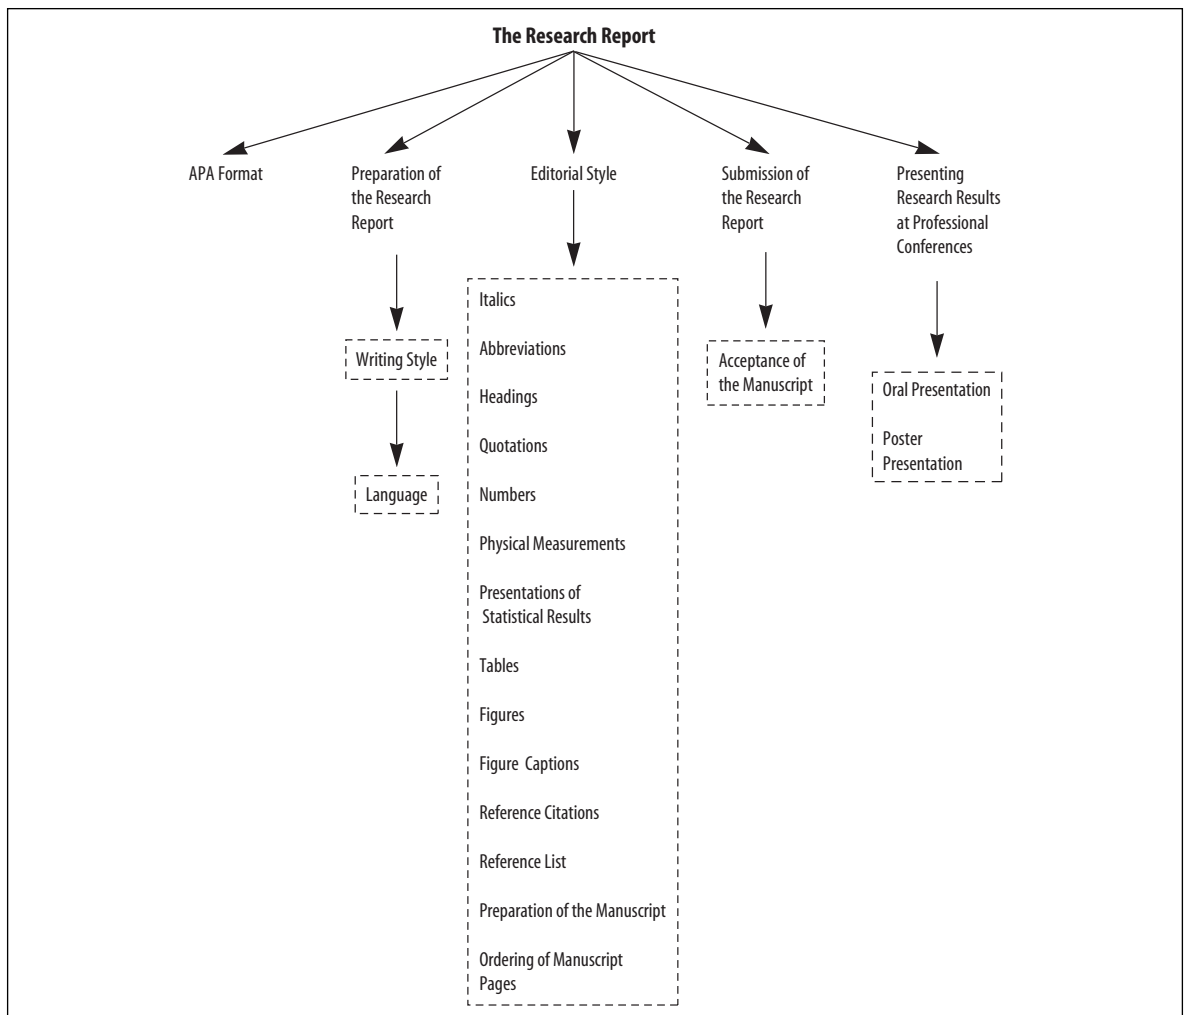 The Research Report
APA Format
Preparation of
the Research
Report
Editorial Style
Submission of
the Research
Report
Presenting
Research Results
at Professional
Conferences
Writing Style
Language
Italics
Abbreviations
Headings
Quotations
Numbers
Physical Measurements
Presentations of
Statistical Results
Tables
Figures
Figure Captions
Reference Citations
Reference List
Preparation of the Manuscript
Ordering of Manuscript
Pages
Acceptance of
the Manuscript
Oral Presentation
Poster
Presentation